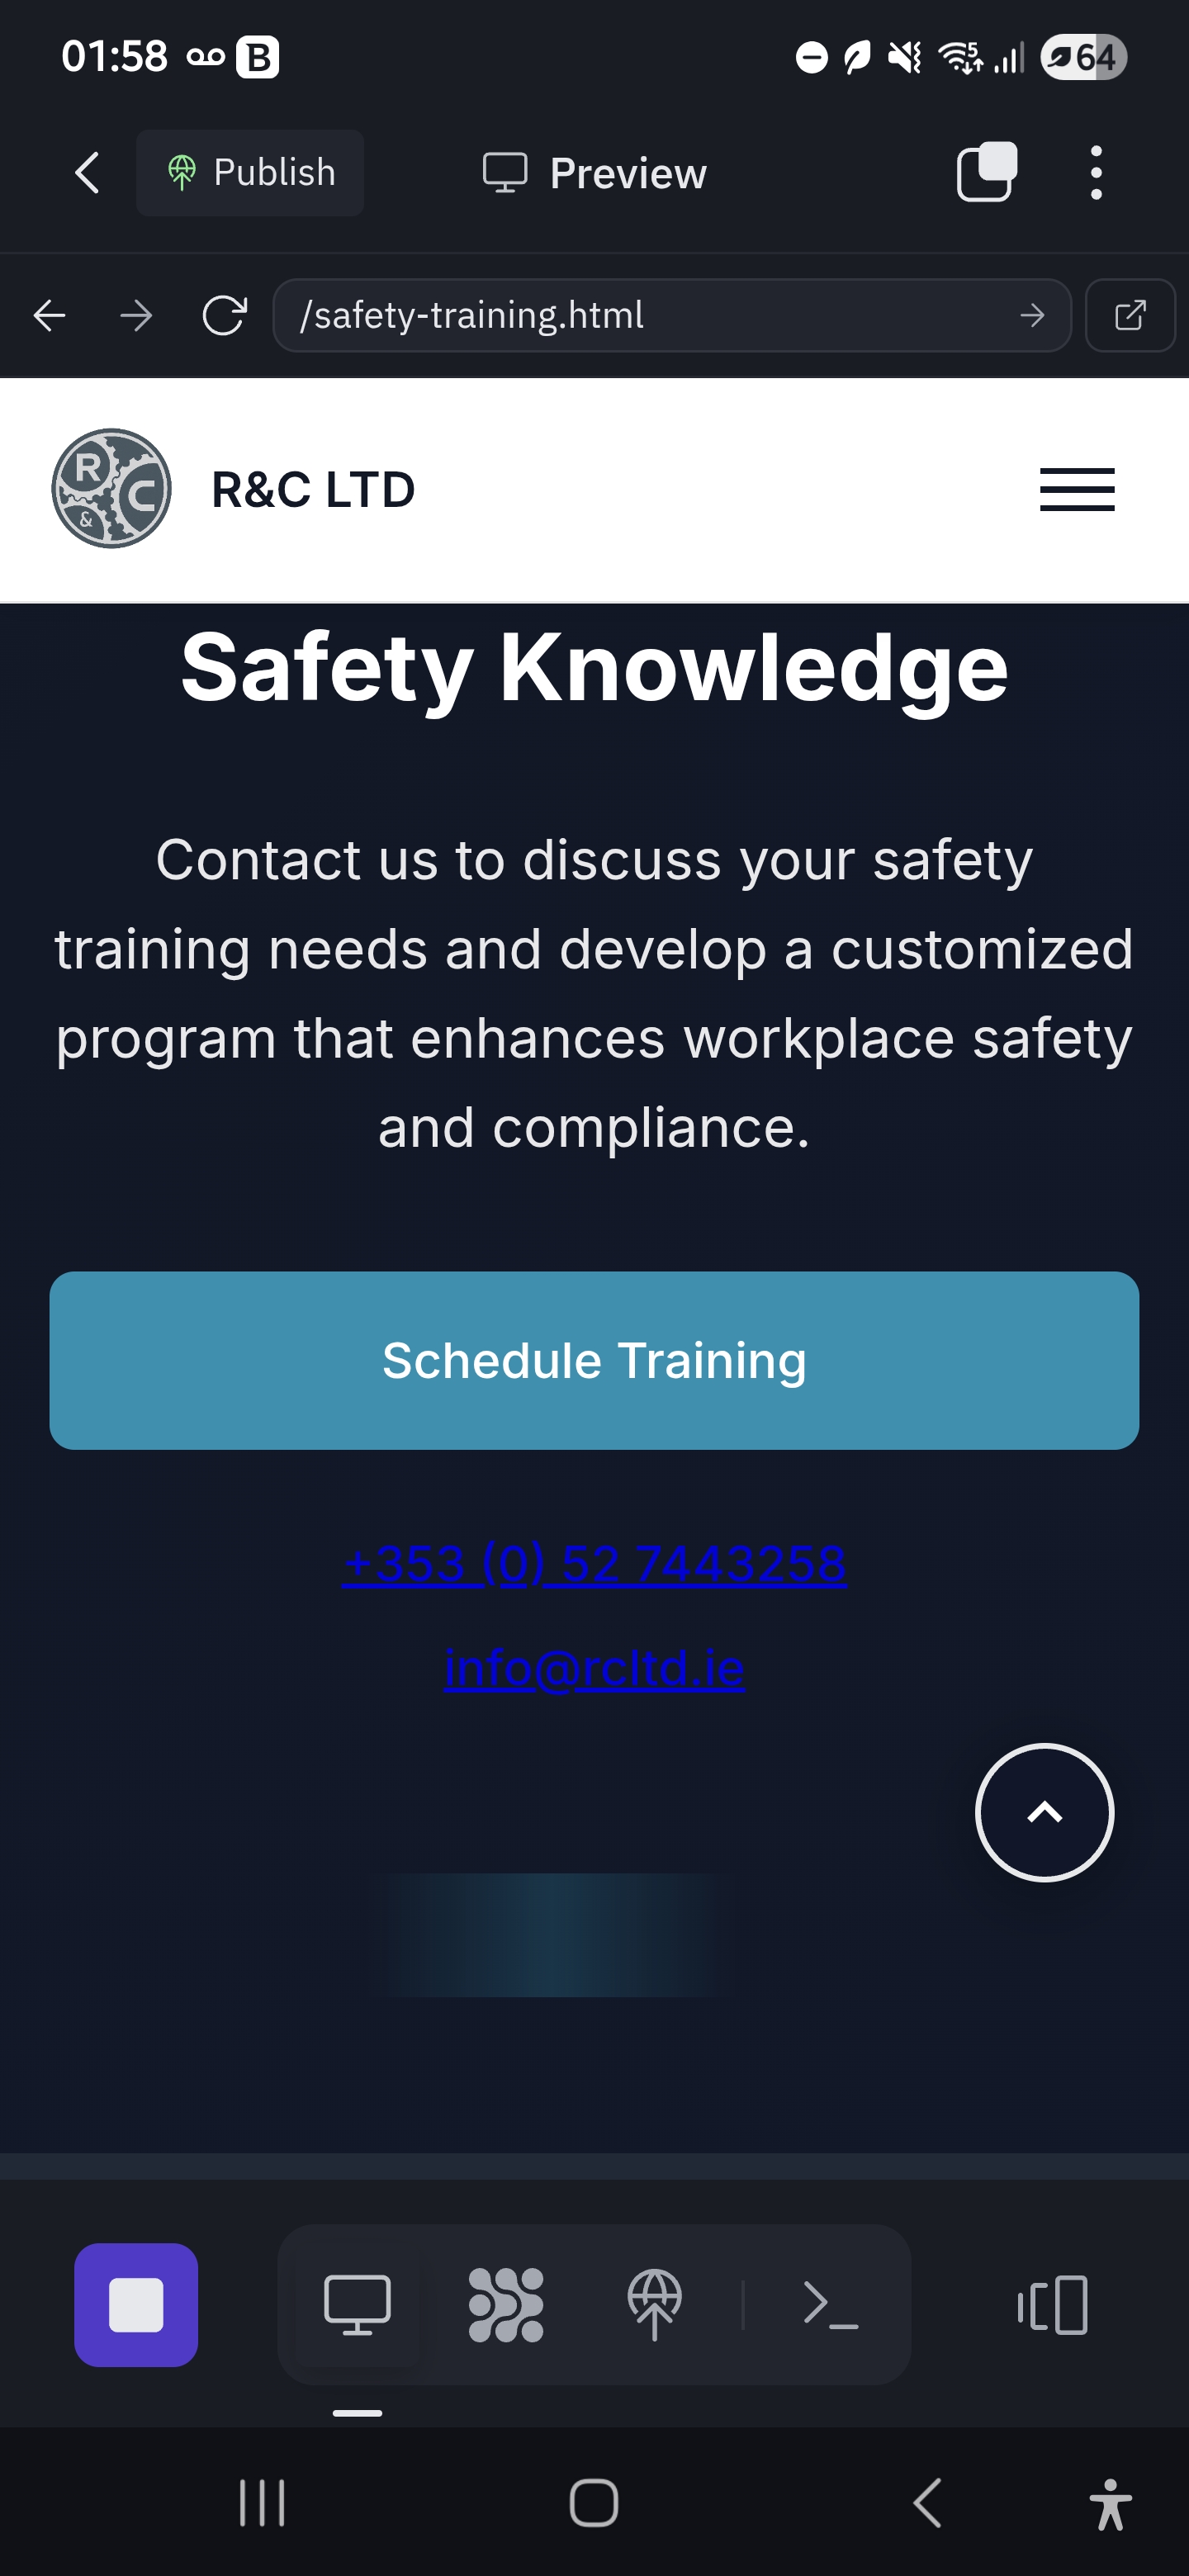 01:58
B
5
64
Publish
Preview
/safety-training.html
R
C
&
R&C LTD
Safety Knowledge
Contact us to discuss your safety
training needs and develop a customized
program that enhances workplace safety
and compliance.
Schedule Training
+353 (0) 52 7443258
info@rcltd.ie